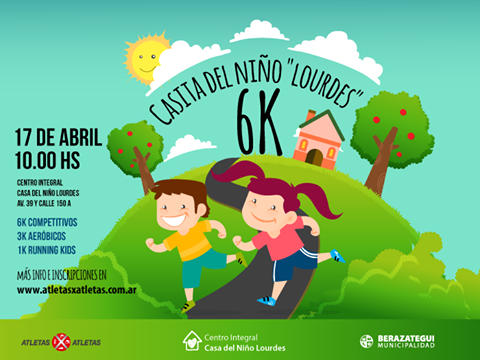 CASITA DEL NIÑO "LOURDES"
6K
17 DE ABRIL
10.00 HS
CENTRO INTEGRAL
CASA DEL NIÑO LOURDES
AV. 39 Y CALLE 150 A
6K COMPETITIVOS
3K AERÓBICOS
1K RUNNING KIDS
MÁS INFO E INSCRIPCIONES EN
www.atletasxatletas.com.ar
ATLETAS X ATLETAS
Centro Integral
Casa del Niño Lourdes
BERAZATEGUI
MUNICIPALIDAD